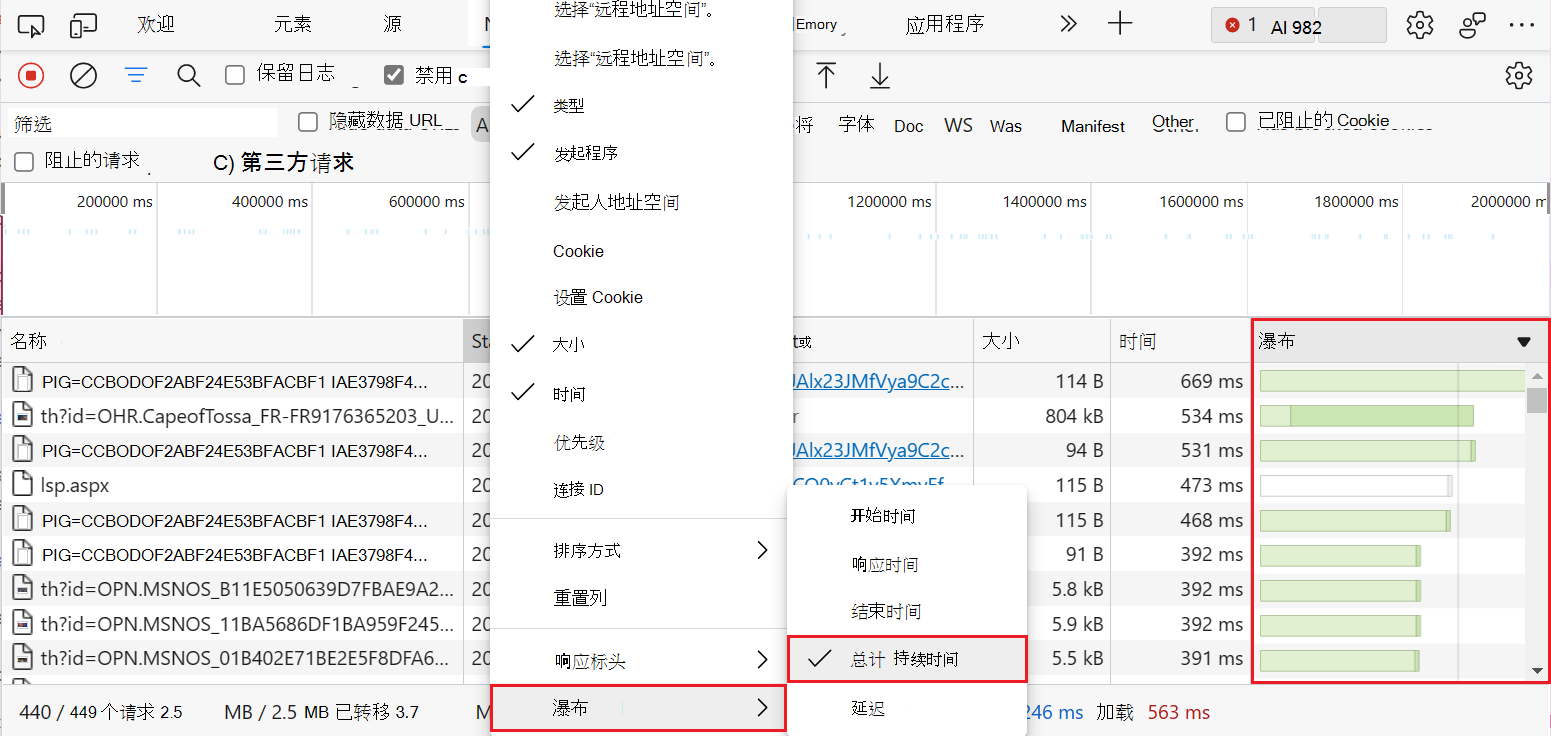 选择“远程地址空间”。
欢迎 元素 源 Emory 应用程序 1 AI 982
选择“远程地址空间”。
保留日志 禁用 c
类型
筛选 隐藏数据 URL 字体 Doc WS Was Manifest Other. 已阻止的 Cookie
阻止的请求 C) 第三方请求
发起程序
200000 ms 400000 ms 600000 ms 1200000 ms 1400000 ms 1600000 ms 1800000 ms 2000000 m
发起人地址空间
Cookie
设置 Cookie
名称 大小 时间 瀑布
大小
PIG=CCBODOF2ABF24E53BFACBF1 IAE3798F4... 20 JAlx23JMfVya9C2c... 114 B 669 ms
时间
th?id=OHR.CapeofTossa_FR-FR9176365203_U... 20 r 804 kB 534 ms
优先级
PIG=CCBODOF2ABF24E53BFACBF1 IAE3798F4... 20 JAlx23JMfVya9C2c... 94 B 531 ms
连接 ID
lsp.aspx 20 115 B 473 ms
开始时间
PIG=CCBODOF2ABF24E53BFACBF1 IAE3798F4... 20 115 B 468 ms
排序方式
PIG=CCBODOF2ABF24E53BFACBF1 IAE3798F4... 20 91 B 392 ms
响应时间
th?id=OPN.MSNOS_B11E5050639D7FBAE9A2... 20 5.8 kB 392 ms
重置列
结束时间
th?id=OPN.MSNOS_11BA5686DF1BA959F245... 20 5.9 kB 392 ms
响应标头
总计 持续时间
th?id=OPN.MSNOS_01B402E71BE2E5F8DFA6... 20 5.5 kB 391 ms
瀑布
延迟
440 / 449 个请求 2.5 MB / 2.5 MB 已转移 3.7 M 246 ms 加载 563 ms